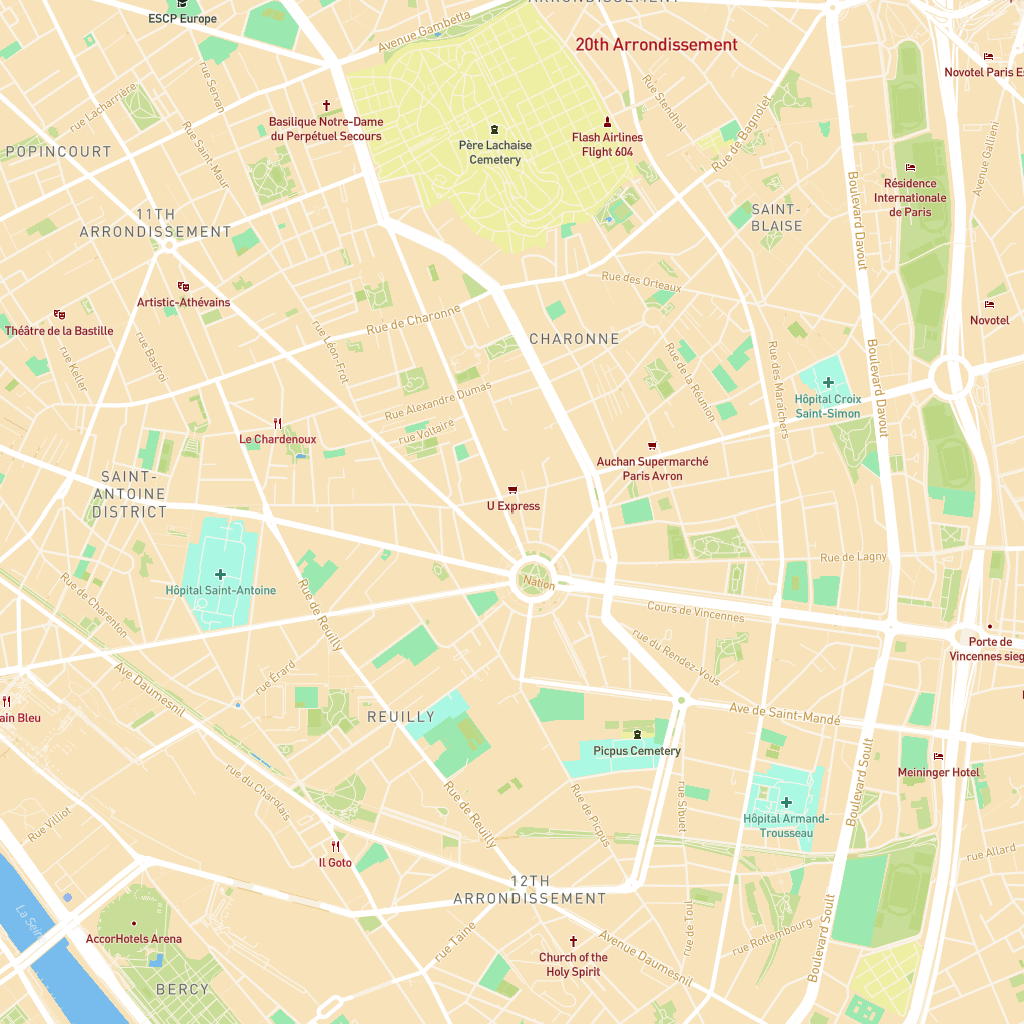 ARRONDISSEMENT
ESCP Europe
Avenue Gambetta
20th Arrondissement
Novotel Paris Es
rue Servan
rue Lacharrière
Rue Stendhal
Basilique Notre-Dame
du Perpétuel Secours
Père Lachaise
Cemetery
Flash Airlines
Flight 604
Rue de Bagnolet
Avenue Gallieni
POPINCOURT
Rue Saint-Maur
Résidence
Internationale
de Paris
Boulevard Davout
11TH
ARRONDISSEMENT
SAINT-
BLAISE
Artistic-Athévains
Rue des Orteaux
Théâtre de la Bastille
Rue de Charonne
Novotel
rue Keller
rue Basfroi
rue Léon-Frot
CHARONNE
Rue de la Réunion
Rue des Maraîchers
Boulevard Davout
Rue Alexandre Dumas
rue Voltaire
Hôpital Croix
Saint-Simon
Le Chardenoux
Auchan Supermarché
Paris Avron
SAINT-
ANTOINE
DISTRICT
U Express
Rue de Lagny
Hôpital Saint-Antoine
Nation
Rue de Charenton
Rue de Reuilly
Cours de Vincennes
Porte de
Vincennes sieg
rue du Rendez-Vous
Ave Daumesnil
rue Érard
ain Bleu
REUILLY
Ave de Saint-Mandé
Picpus Cemetery
Boulevard Soult
Meininger Hotel
rue du Charolais
Rue de Reuilly
Rue de Picpus
rue Sibuet
Hôpital Armand-
Trousseau
Rue Villiot
Il Goto
rue Allard
12TH
ARRONDISSEMENT
La Sein
AccorHotels Arena
rue Taine
rue de Toul
rue Rottembourg
Boulevard Soult
Church of the
Holy Spirit
Avenue Daumesnil
BERCY